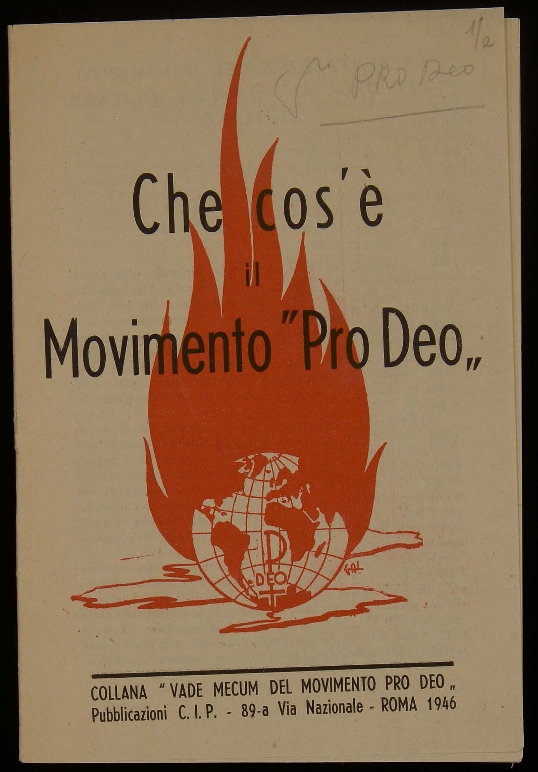 1/2
PRO Deo
Che cos'è
il
Movimento "Pro Deo„
P
DEO
COLLANA "VADE MECUM DEL MOVIMENTO PRO DEO„
Pubblicazioni C. I. P. - 89-a Via Nazionale - ROMA 1946